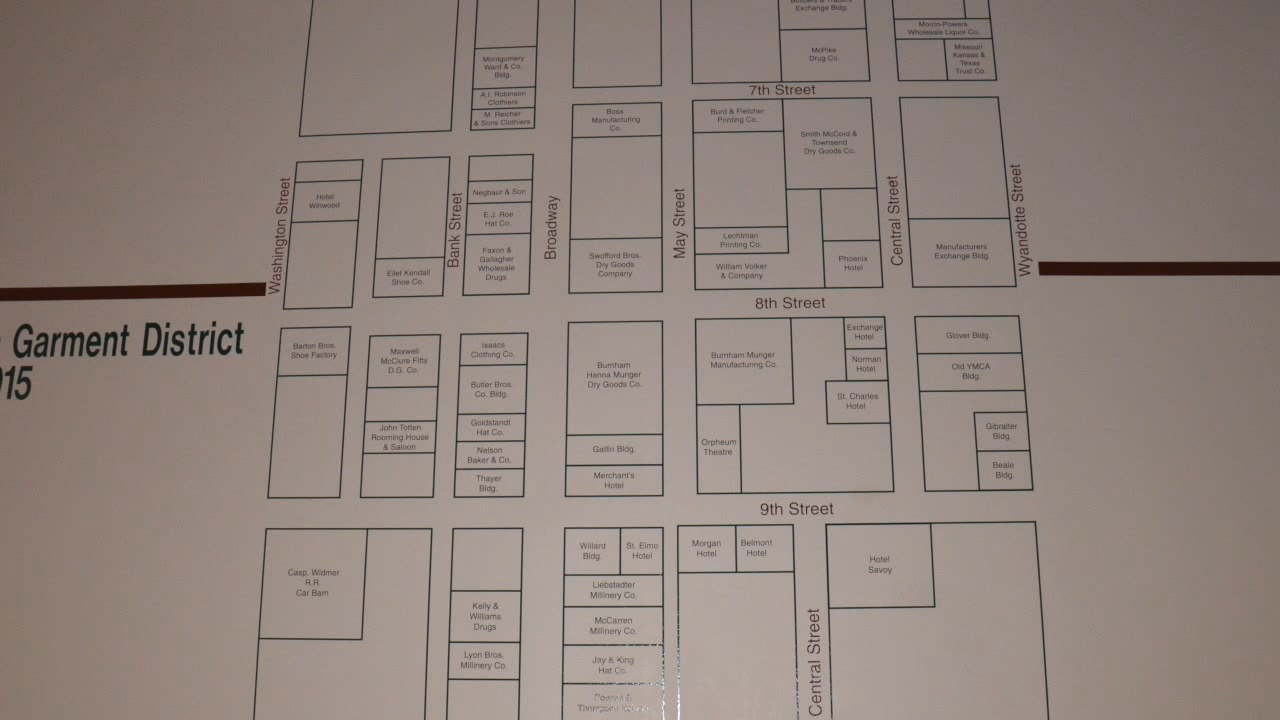 Exchange Bldg.
Morrin-Powers
Wholesale Liquor Co.
Montgomery
Ward & Co.
Bldg.
McPike
Drug Co.
Missouri
Kansas &
Texas
Trust Co.
A.I. Robinson
Clothiers
M. Reicher
& Sons Clothiers
7th Street
Boss
Manufacturing
Co.
Burd & Fletcher
Printing Co.
Smith McCord &
Townsend
Dry Goods Co.
Washington Street
Hotel
Winwood
Bank Street
Negbaur & Son
E.J. Roe
Hat Co.
Faxon &
Gallagher
Wholesale
Drugs
Broadway
May Street
Central Street
Wyandotte Street
Ellet Kendall
Shoe Co.
Swofford Bros.
Dry Goods
Company
Lechtman
Printing Co.
William Volker
& Company
Phoenix
Hotel
Manufacturers
Exchange Bldg.
8th Street
Garment District
15
Barton Bros.
Shoe Factory
Maxwell
McClure Fitts
D.G. Co.
Isaacs
Clothing Co.
Butler Bros.
Co. Bldg.
Burnham
Hanna Munger
Dry Goods Co.
Burnham Munger
Manufacturing Co.
Exchange
Hotel
Norman
Hotel
St. Charles
Hotel
Glover Bldg.
Old YMCA
Bldg.
John Totten
Rooming House
& Saloon
Goldstandt
Hat Co.
Nelson
Baker & Co.
Thayer
Bldg.
Gatlin Bldg.
Merchant's
Hotel
Orpheum
Theatre
Gibralter
Bldg.
Beale
Bldg.
9th Street
Casp. Widmer
R.R.
Car Barn
Kelly &
Williams
Drugs
Lyon Bros.
Millinery Co.
Willard
Bldg.
St. Elmo
Hotel
Liebstadter
Millinery Co.
McCarren
Millinery Co.
Jay & King
Hat Co.
Morgan
Hotel
Belmont
Hotel
Hotel
Savoy
Central Street